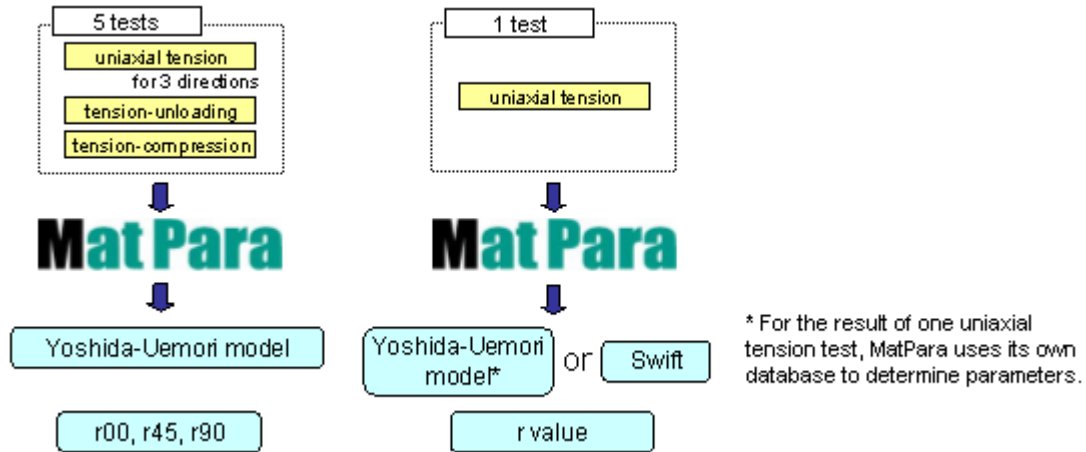 5 tests
uniaxial tension
for 3 directions
tension-unloading
tension-compression
MatPara
Yoshida-Uemori model
r00, r45, r90
1 test
uniaxial tension
MatPara
Yoshida-Uemori
model*
or
Swift
r value
* For the result of one uniaxial
tension test, MatPara uses its own
database to determine parameters.